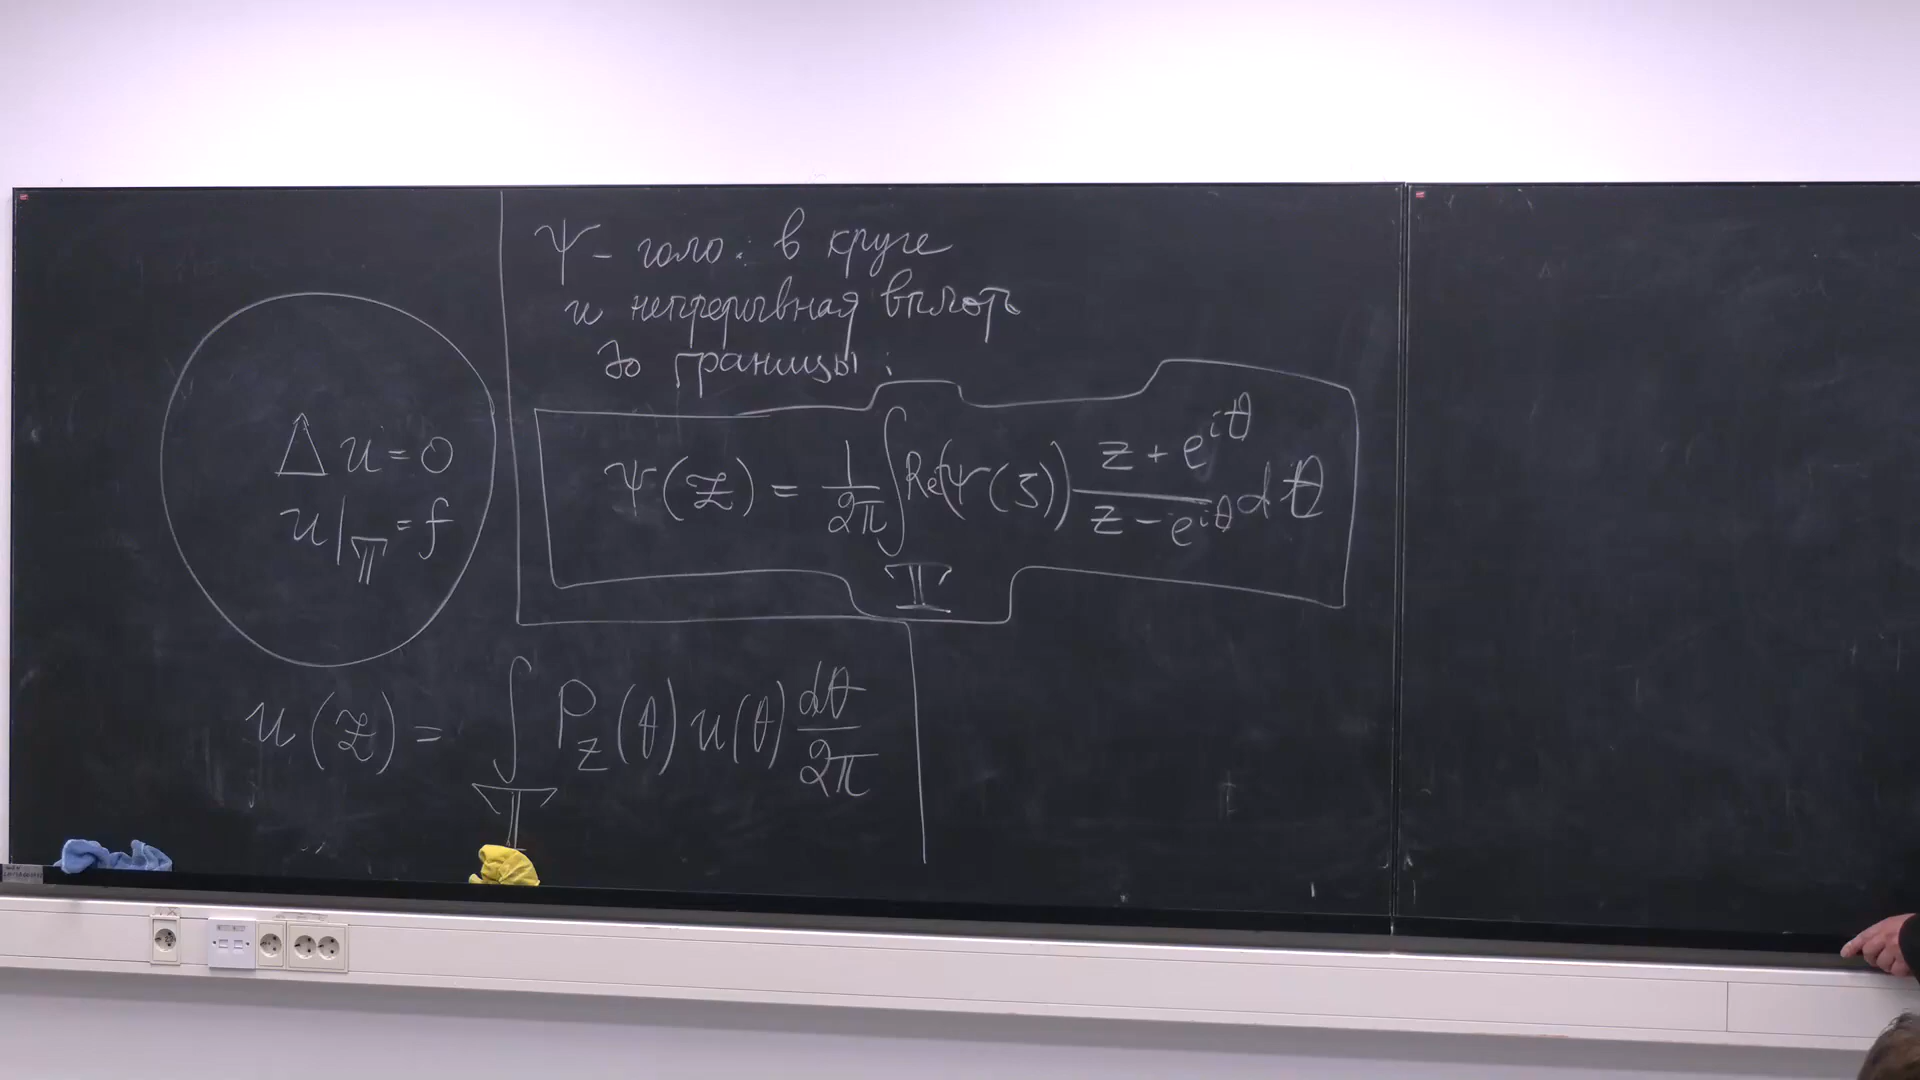 Δu=0
u|_𝕋=f
u(z) = ∫_𝕋 P_z(θ) u(θ) dθ/2π
Ψ - голо. в круге
и непрерывная вплоть
до границы:
Ψ(z) = 1/2π ∫_𝕋 Re(Ψ(ζ)) (z + e^{iθ})/(z - e^{iθ}) dθ